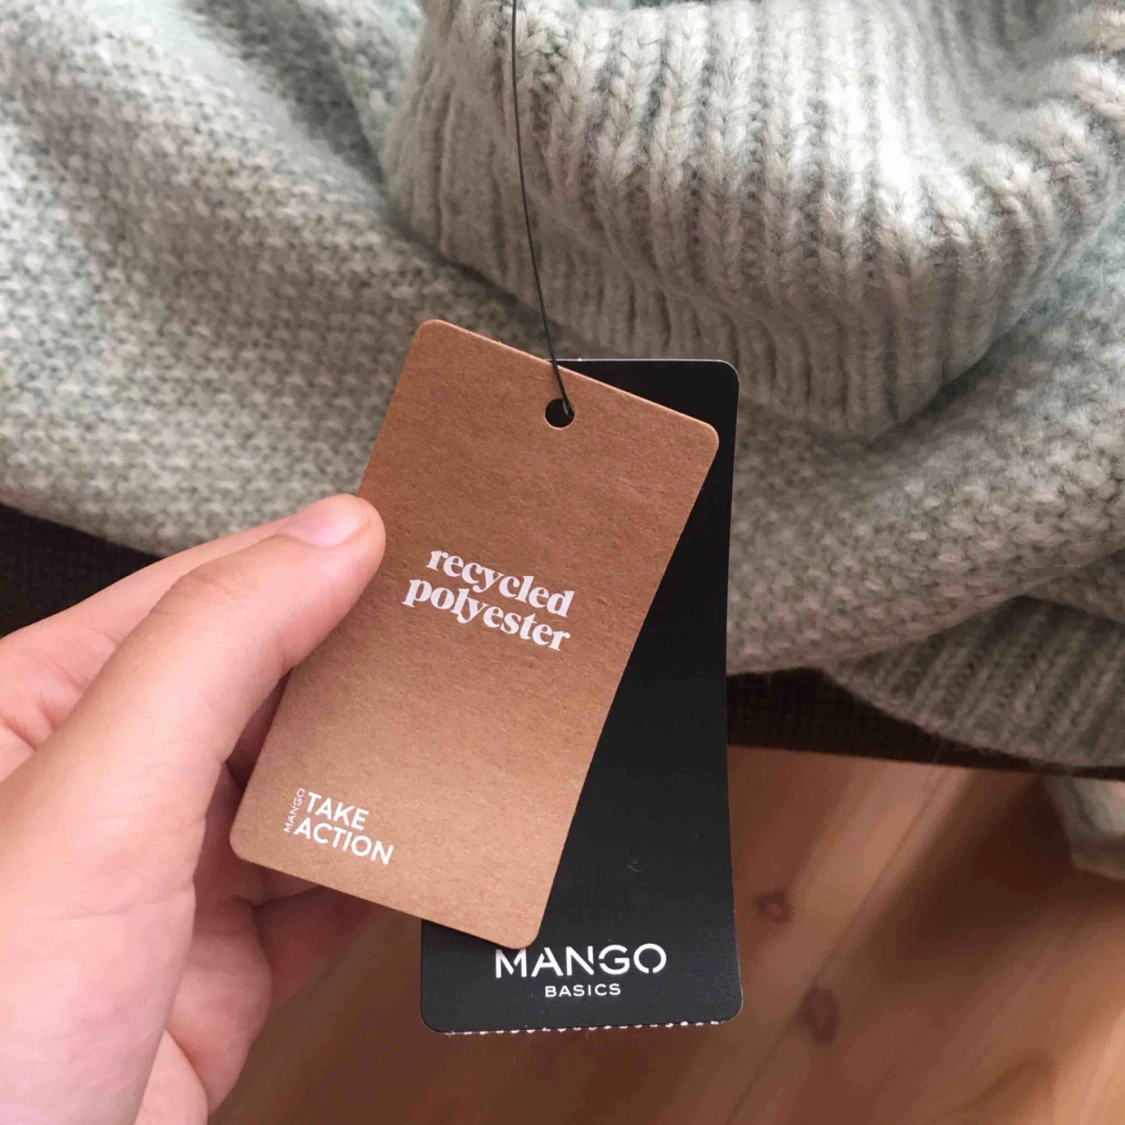 recycled
polyester
MANGO
TAKE
ACTION
MANGO
BASICS